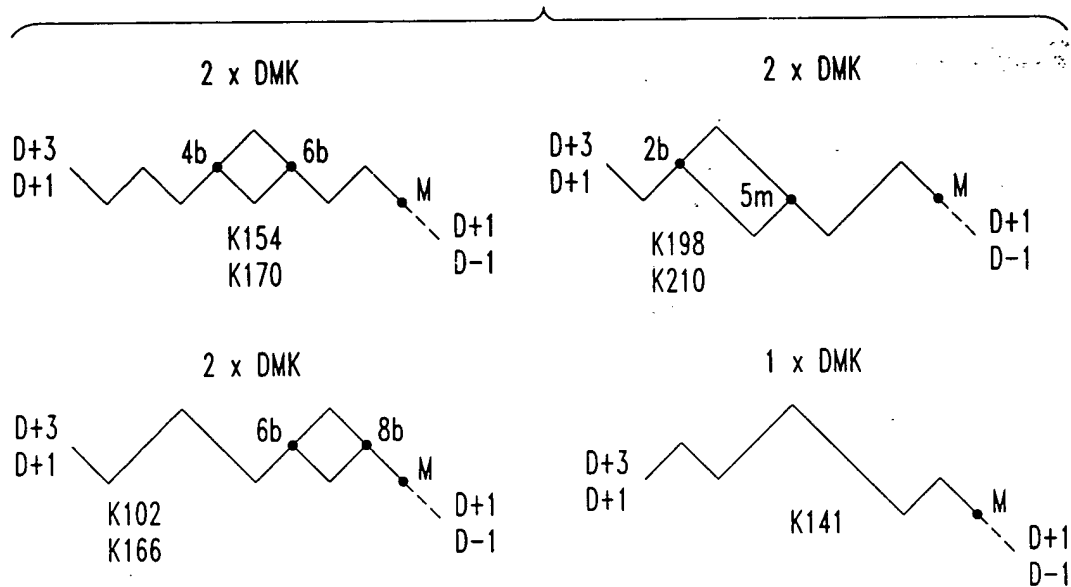 2 x DMK
D+3
D+1
4b
6b
M
D+1
D-1
K154
K170
2 x DMK
D+3
D+1
2b
5m
M
D+1
D-1
K198
K210
2 x DMK
D+3
D+1
6b
8b
M
D+1
D-1
K102
K166
1 x DMK
D+3
D+1
M
D+1
D-1
K141